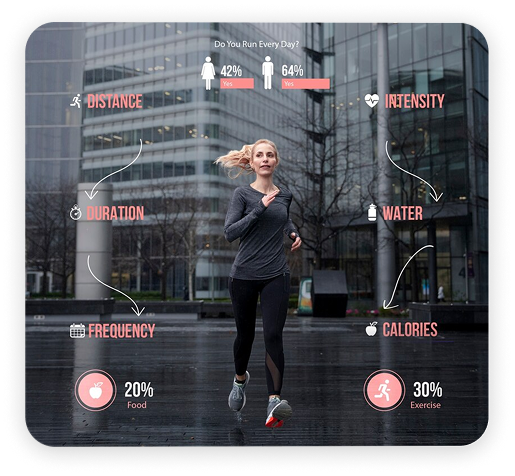 Do You Run Every Day?
42%
Yes
64%
Yes
DISTANCE
INTENSITY
DURATION
WATER
FREQUENCY
CALORIES
20%
Food
30%
Exercise